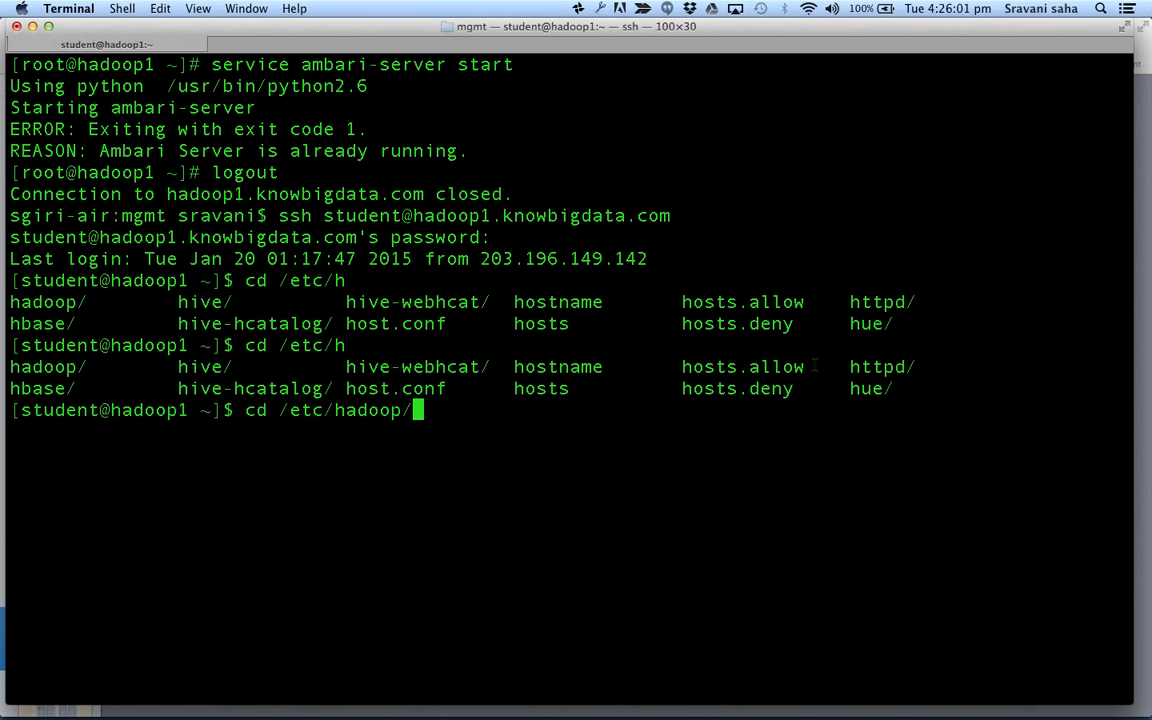 Terminal Shell Edit View Window Help 100% Tue 4:26:01 pm Sravani saha
mgmt — student@hadoop1:~ — ssh — 100×30
student@hadoop1:~
[root@hadoop1 ~]# service ambari-server start
Using python  /usr/bin/python2.6
Starting ambari-server
ERROR: Exiting with exit code 1.
REASON: Ambari Server is already running.
[root@hadoop1 ~]# logout
Connection to hadoop1.knowbigdata.com closed.
sgiri-air:mgmt sravani$ ssh student@hadoop1.knowbigdata.com
student@hadoop1.knowbigdata.com's password:
Last login: Tue Jan 20 01:17:47 2015 from 203.196.149.142
[student@hadoop1 ~]$ cd /etc/h
hadoop/ hive/ hive-webhcat/ hostname hosts.allow httpd/
hbase/ hive-hcatalog/ host.conf hosts hosts.deny hue/
[student@hadoop1 ~]$ cd /etc/h
hadoop/ hive/ hive-webhcat/ hostname hosts.allow httpd/
hbase/ hive-hcatalog/ host.conf hosts hosts.deny hue/
[student@hadoop1 ~]$ cd /etc/hadoop/